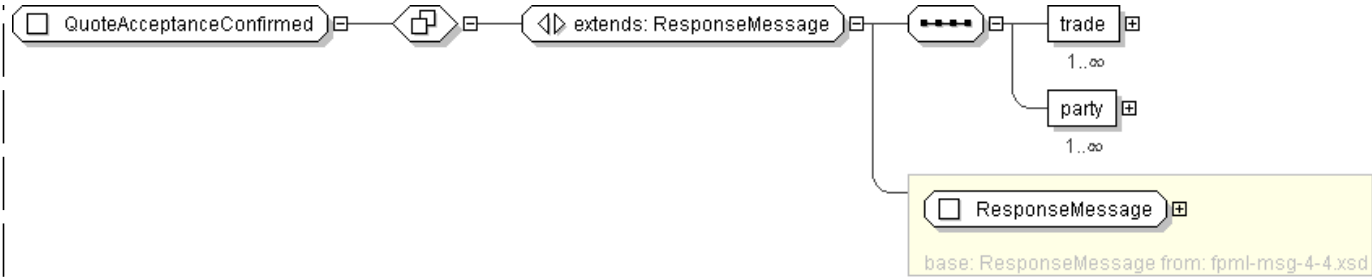 QuoteAcceptanceConfirmed
extends: ResponseMessage
trade
1..∞
party
1..∞
ResponseMessage
base: ResponseMessage from: fpml-msg-4-4.xsd